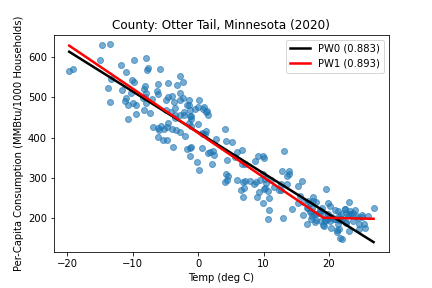 County: Otter Tail, Minnesota (2020)
PW0 (0.883)
PW1 (0.893)
Per-Capita Consumption (MMBtu/1000 Households)
600
500
400
300
200
−20
−10
0
10
20
Temp (deg C)